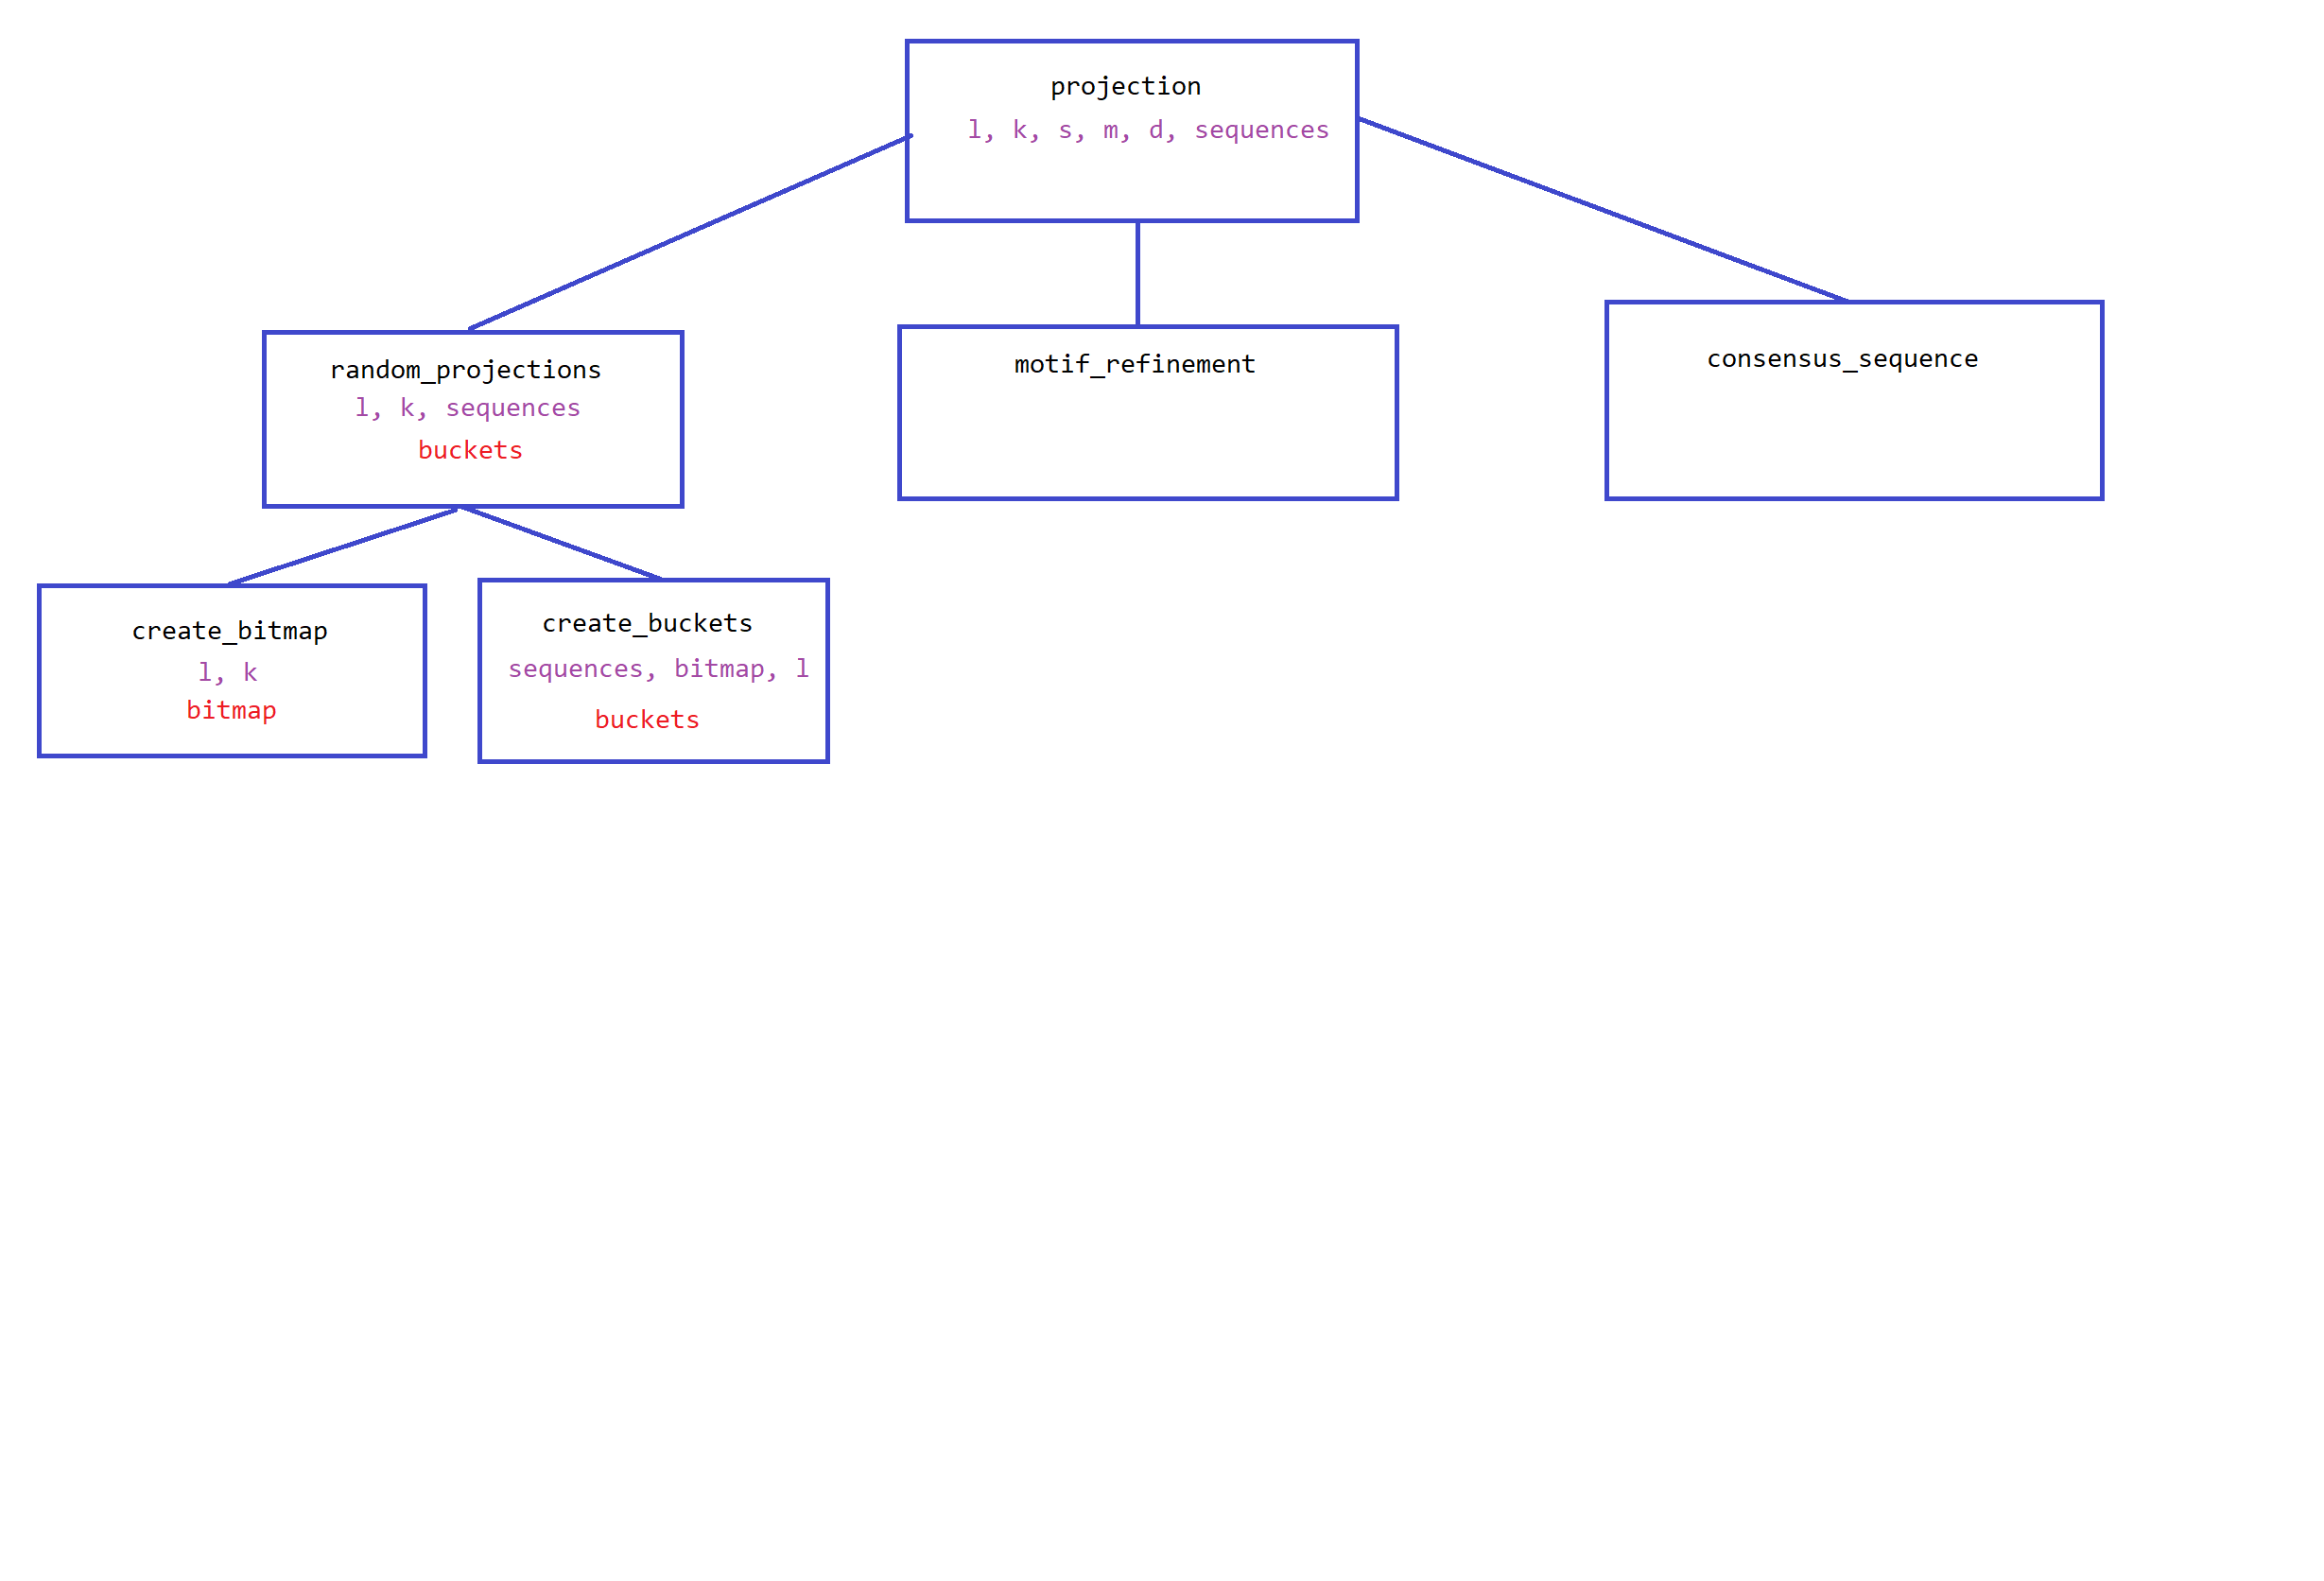 projection
l, k, s, m, d, sequences
random_projections
l, k, sequences
buckets
motif_refinement
consensus_sequence
create_bitmap
l, k
bitmap
create_buckets
sequences, bitmap, l
buckets